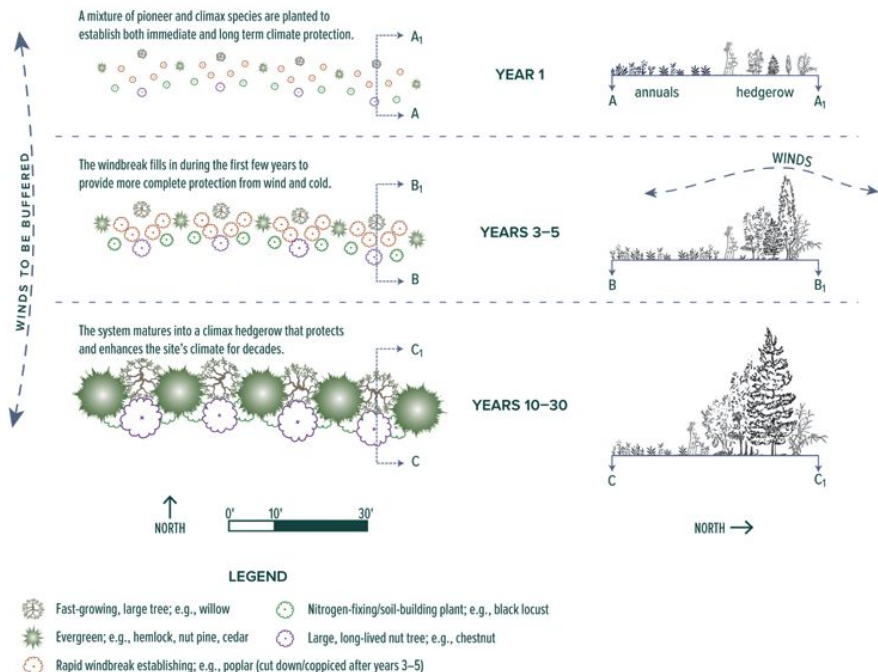 A mixture of pioneer and climax species are planted to
establish both immediate and long term climate protection.
A1
A
YEAR 1
annuals
hedgerow
A
A1
WINDS TO BE BUFFERED
The windbreak fills in during the first few years to
provide more complete protection from wind and cold.
B1
B
YEARS 3–5
WINDS
B
B1
The system matures into a climax hedgerow that protects
and enhances the site's climate for decades.
C1
C
YEARS 10–30
C
C1
NORTH
0'
10'
30'
NORTH
LEGEND
Fast-growing, large tree; e.g., willow
Nitrogen-fixing/soil-building plant; e.g., black locust
Evergreen; e.g., hemlock, nut pine, cedar
Large, long-lived nut tree; e.g., chestnut
Rapid windbreak establishing; e.g., poplar (cut down/coppiced after years 3–5)